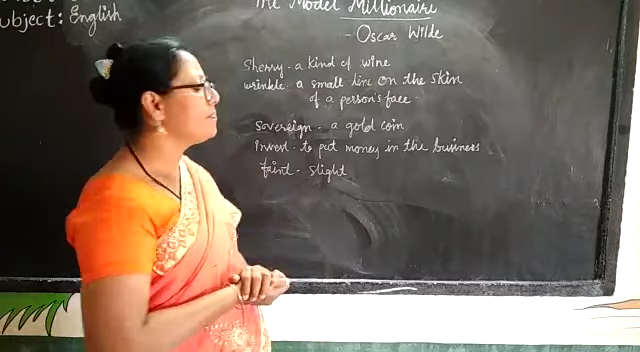 Subject: English
The Model Millionaire
- Oscar Wilde
Sherry - a kind of wine
wrinkle - a small line on the skin
of a person's face.
Sovereign - a gold coin
Invest - to put money in the business
faint - slight